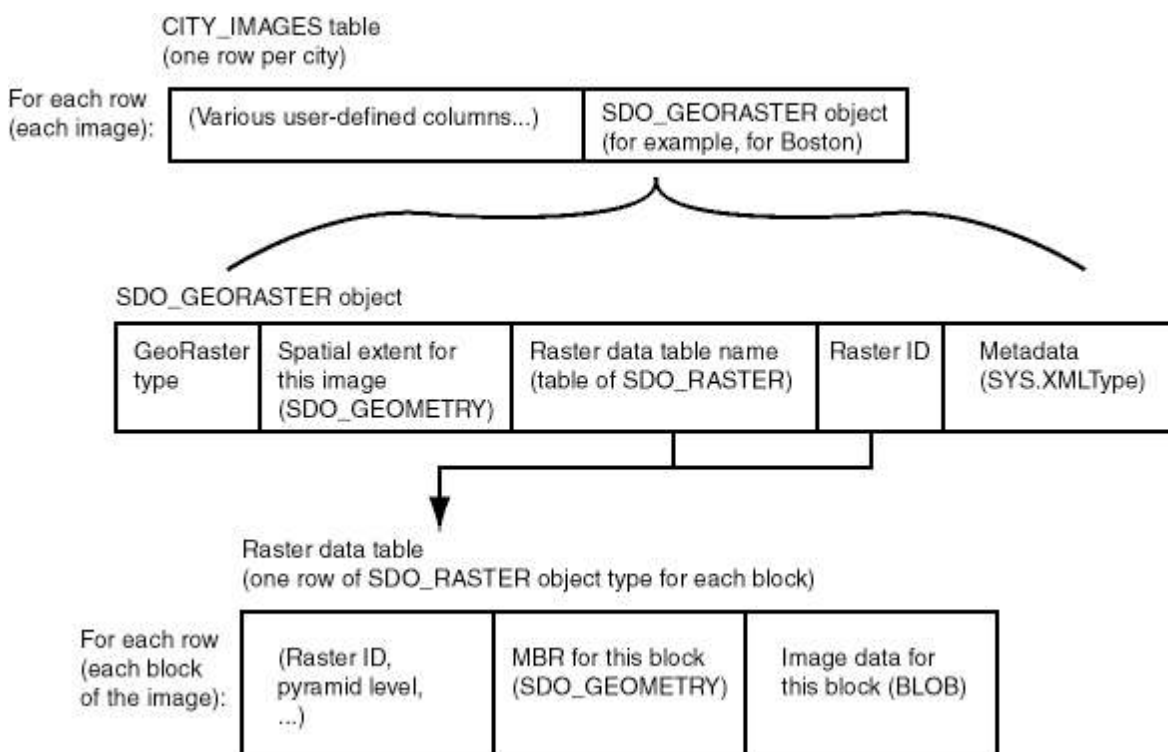 CITY_IMAGES table
(one row per city)
For each row
(each image):
(Various user-defined columns...)
SDO_GEORASTER object
(for example, for Boston)
SDO_GEORASTER object
GeoRaster
type
Spatial extent for
this image
(SDO_GEOMETRY)
Raster data table name
(table of SDO_RASTER)
Raster ID
Metadata
(SYS.XMLType)
Raster data table
(one row of SDO_RASTER object type for each block)
For each row
(each block
of the image):
(Raster ID,
pyramid level,
...)
MBR for this block
(SDO_GEOMETRY)
Image data for
this block (BLOB)